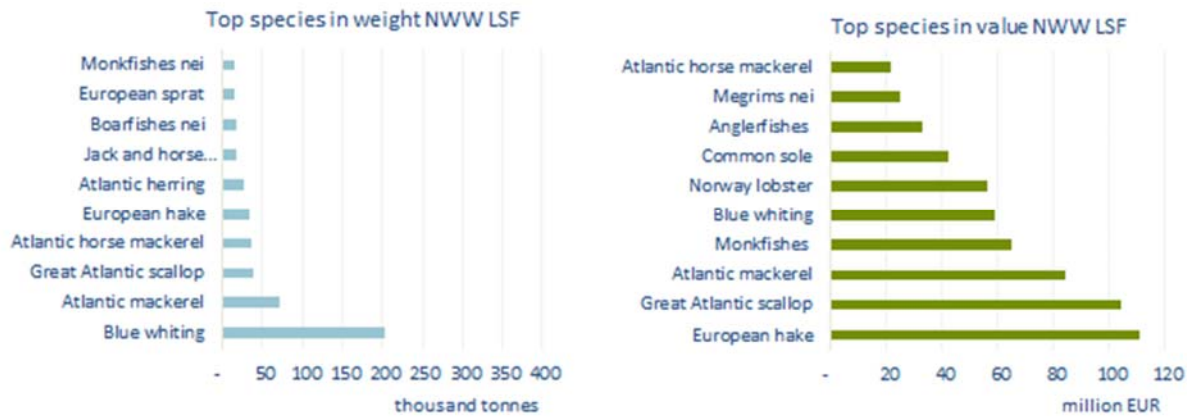 Top species in weight NWW LSF
Monkfishes nei
European sprat
Boarfishes nei
Jack and horse...
Atlantic herring
European hake
Atlantic horse mackerel
Great Atlantic scallop
Atlantic mackerel
Blue whiting
- 50 100 150 200 250 300 350 400
thousand tonnes
Top species in value NWW LSF
Atlantic horse mackerel
Megrims nei
Anglerfishes
Common sole
Norway lobster
Blue whiting
Monkfishes
Atlantic mackerel
Great Atlantic scallop
European hake
- 20 40 60 80 100 120
million EUR